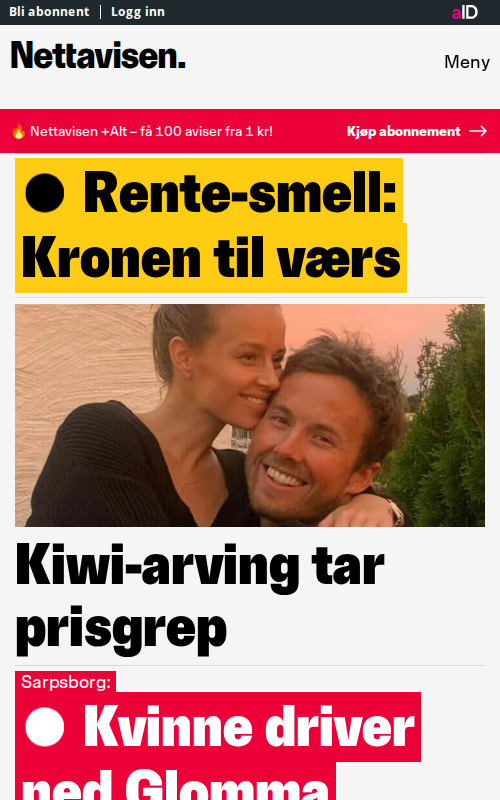 Bli abonnent | Logg inn
aID
Nettavisen.
Meny
🔥 Nettavisen +Alt – få 100 aviser fra 1 kr!
Kjøp abonnement →
● Rente-smell:
Kronen til værs
Kiwi-arving tar
prisgrep
Sarpsborg:
● Kvinne driver
ned Glomma